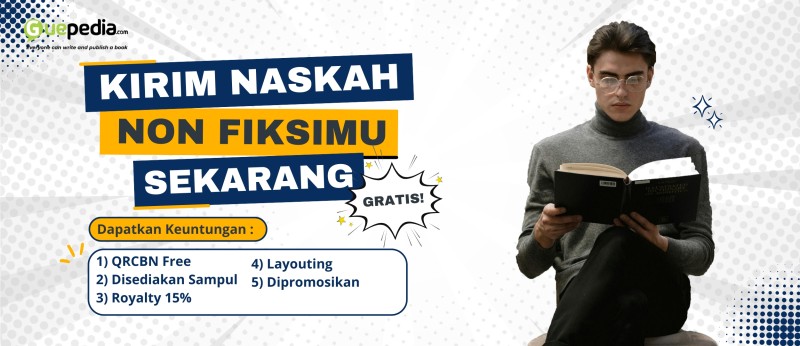 Guepedia.com
everyone can write and publish a book
KIRIM NASKAH
NON FIKSIMU
SEKARANG
GRATIS!
Dapatkan Keuntungan :
1) QRCBN Free
2) Disediakan Sampul
3) Royalty 15%
4) Layouting
5) Dipromosikan